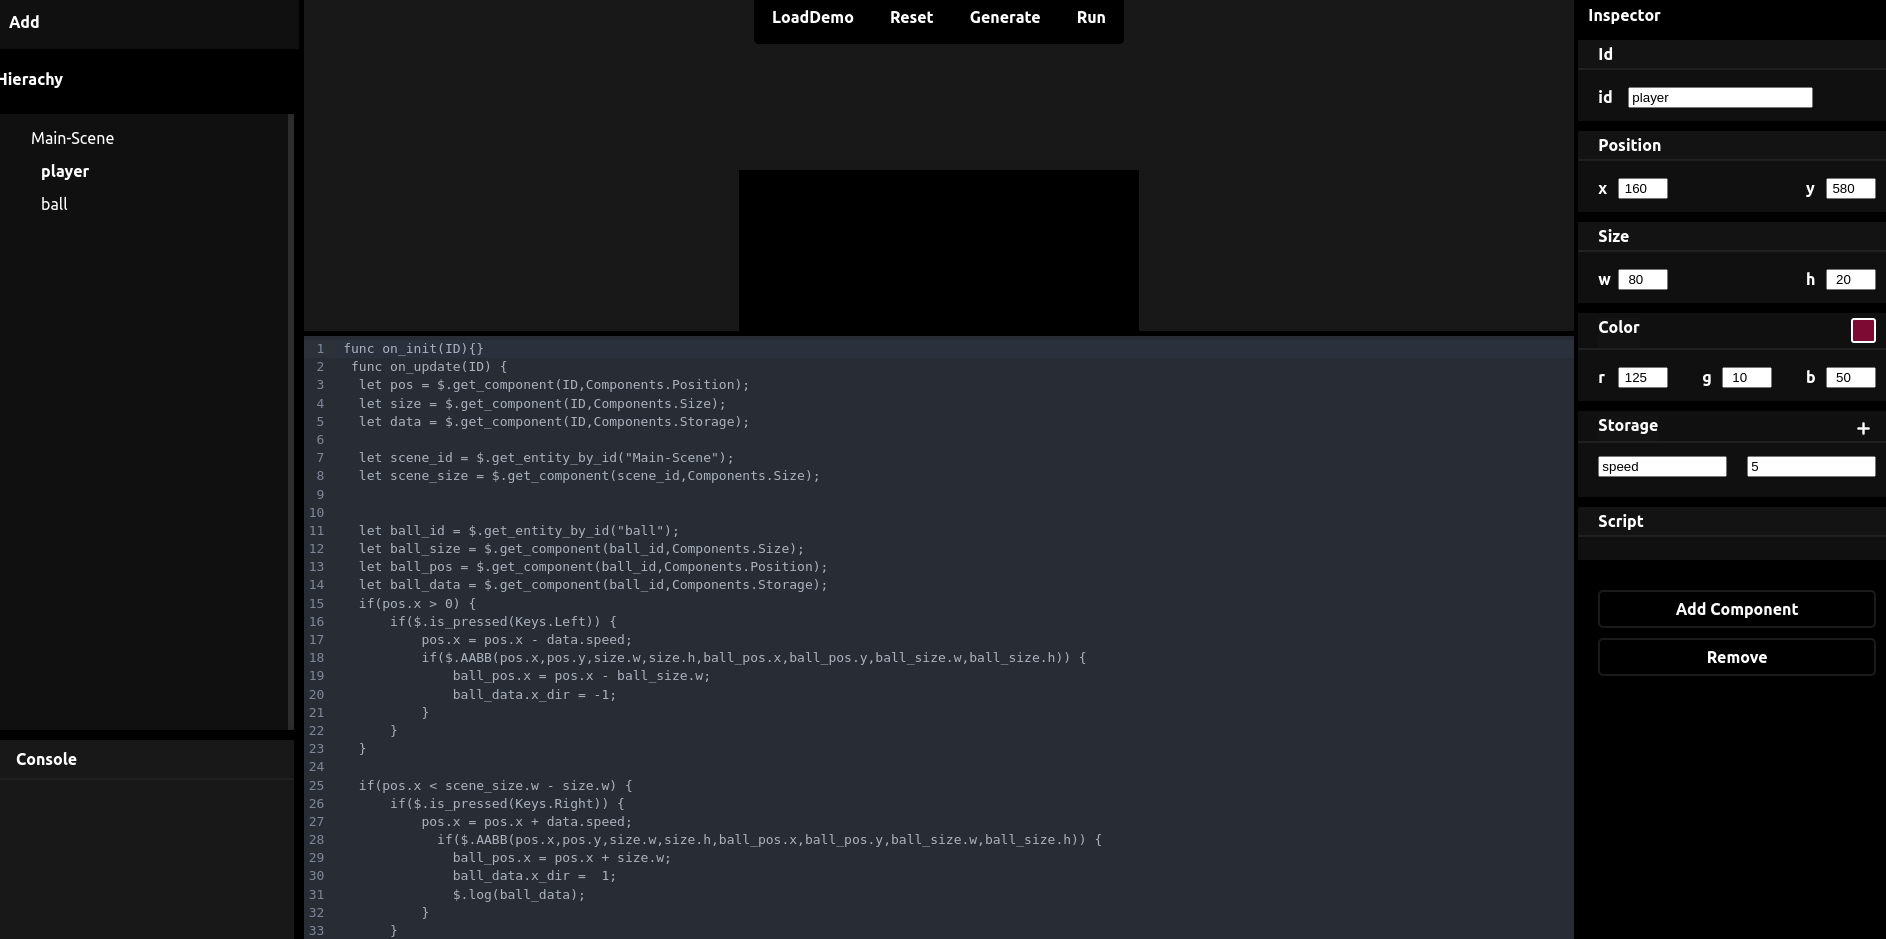 Add
LoadDemo Reset Generate Run
Hierachy
Main-Scene
player
ball
Console
1 func on_init(ID){}
2 func on_update(ID) {
3 let pos = $.get_component(ID,Components.Position);
4 let size = $.get_component(ID,Components.Size);
5 let data = $.get_component(ID,Components.Storage);
6
7 let scene_id = $.get_entity_by_id("Main-Scene");
8 let scene_size = $.get_component(scene_id,Components.Size);
9
10
11 let ball_id = $.get_entity_by_id("ball");
12 let ball_size = $.get_component(ball_id,Components.Size);
13 let ball_pos = $.get_component(ball_id,Components.Position);
14 let ball_data = $.get_component(ball_id,Components.Storage);
15 if(pos.x > 0) {
16 if($.is_pressed(Keys.Left)) {
17 pos.x = pos.x - data.speed;
18 if($.AABB(pos.x,pos.y,size.w,size.h,ball_pos.x,ball_pos.y,ball_size.w,ball_size.h)) {
19 ball_pos.x = pos.x - ball_size.w;
20 ball_data.x_dir = -1;
21 }
22 }
23 }
24
25 if(pos.x < scene_size.w - size.w) {
26 if($.is_pressed(Keys.Right)) {
27 pos.x = pos.x + data.speed;
28 if($.AABB(pos.x,pos.y,size.w,size.h,ball_pos.x,ball_pos.y,ball_size.w,ball_size.h)) {
29 ball_pos.x = pos.x + size.w;
30 ball_data.x_dir =  1;
31 $.log(ball_data);
32 }
33 }
Inspector
Id
id player
Position
x 160 y 580
Size
w 80 h 20
Color
r 125 g 10 b 50
Storage +
speed 5
Script
Add Component
Remove